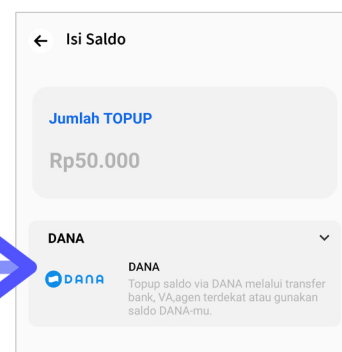 Isi Saldo
Jumlah TOPUP
Rp50.000
DANA
DANA
DANA
Topup saldo via DANA melalui transfer
bank, VA,agen terdekat atau gunakan
saldo DANA-mu.